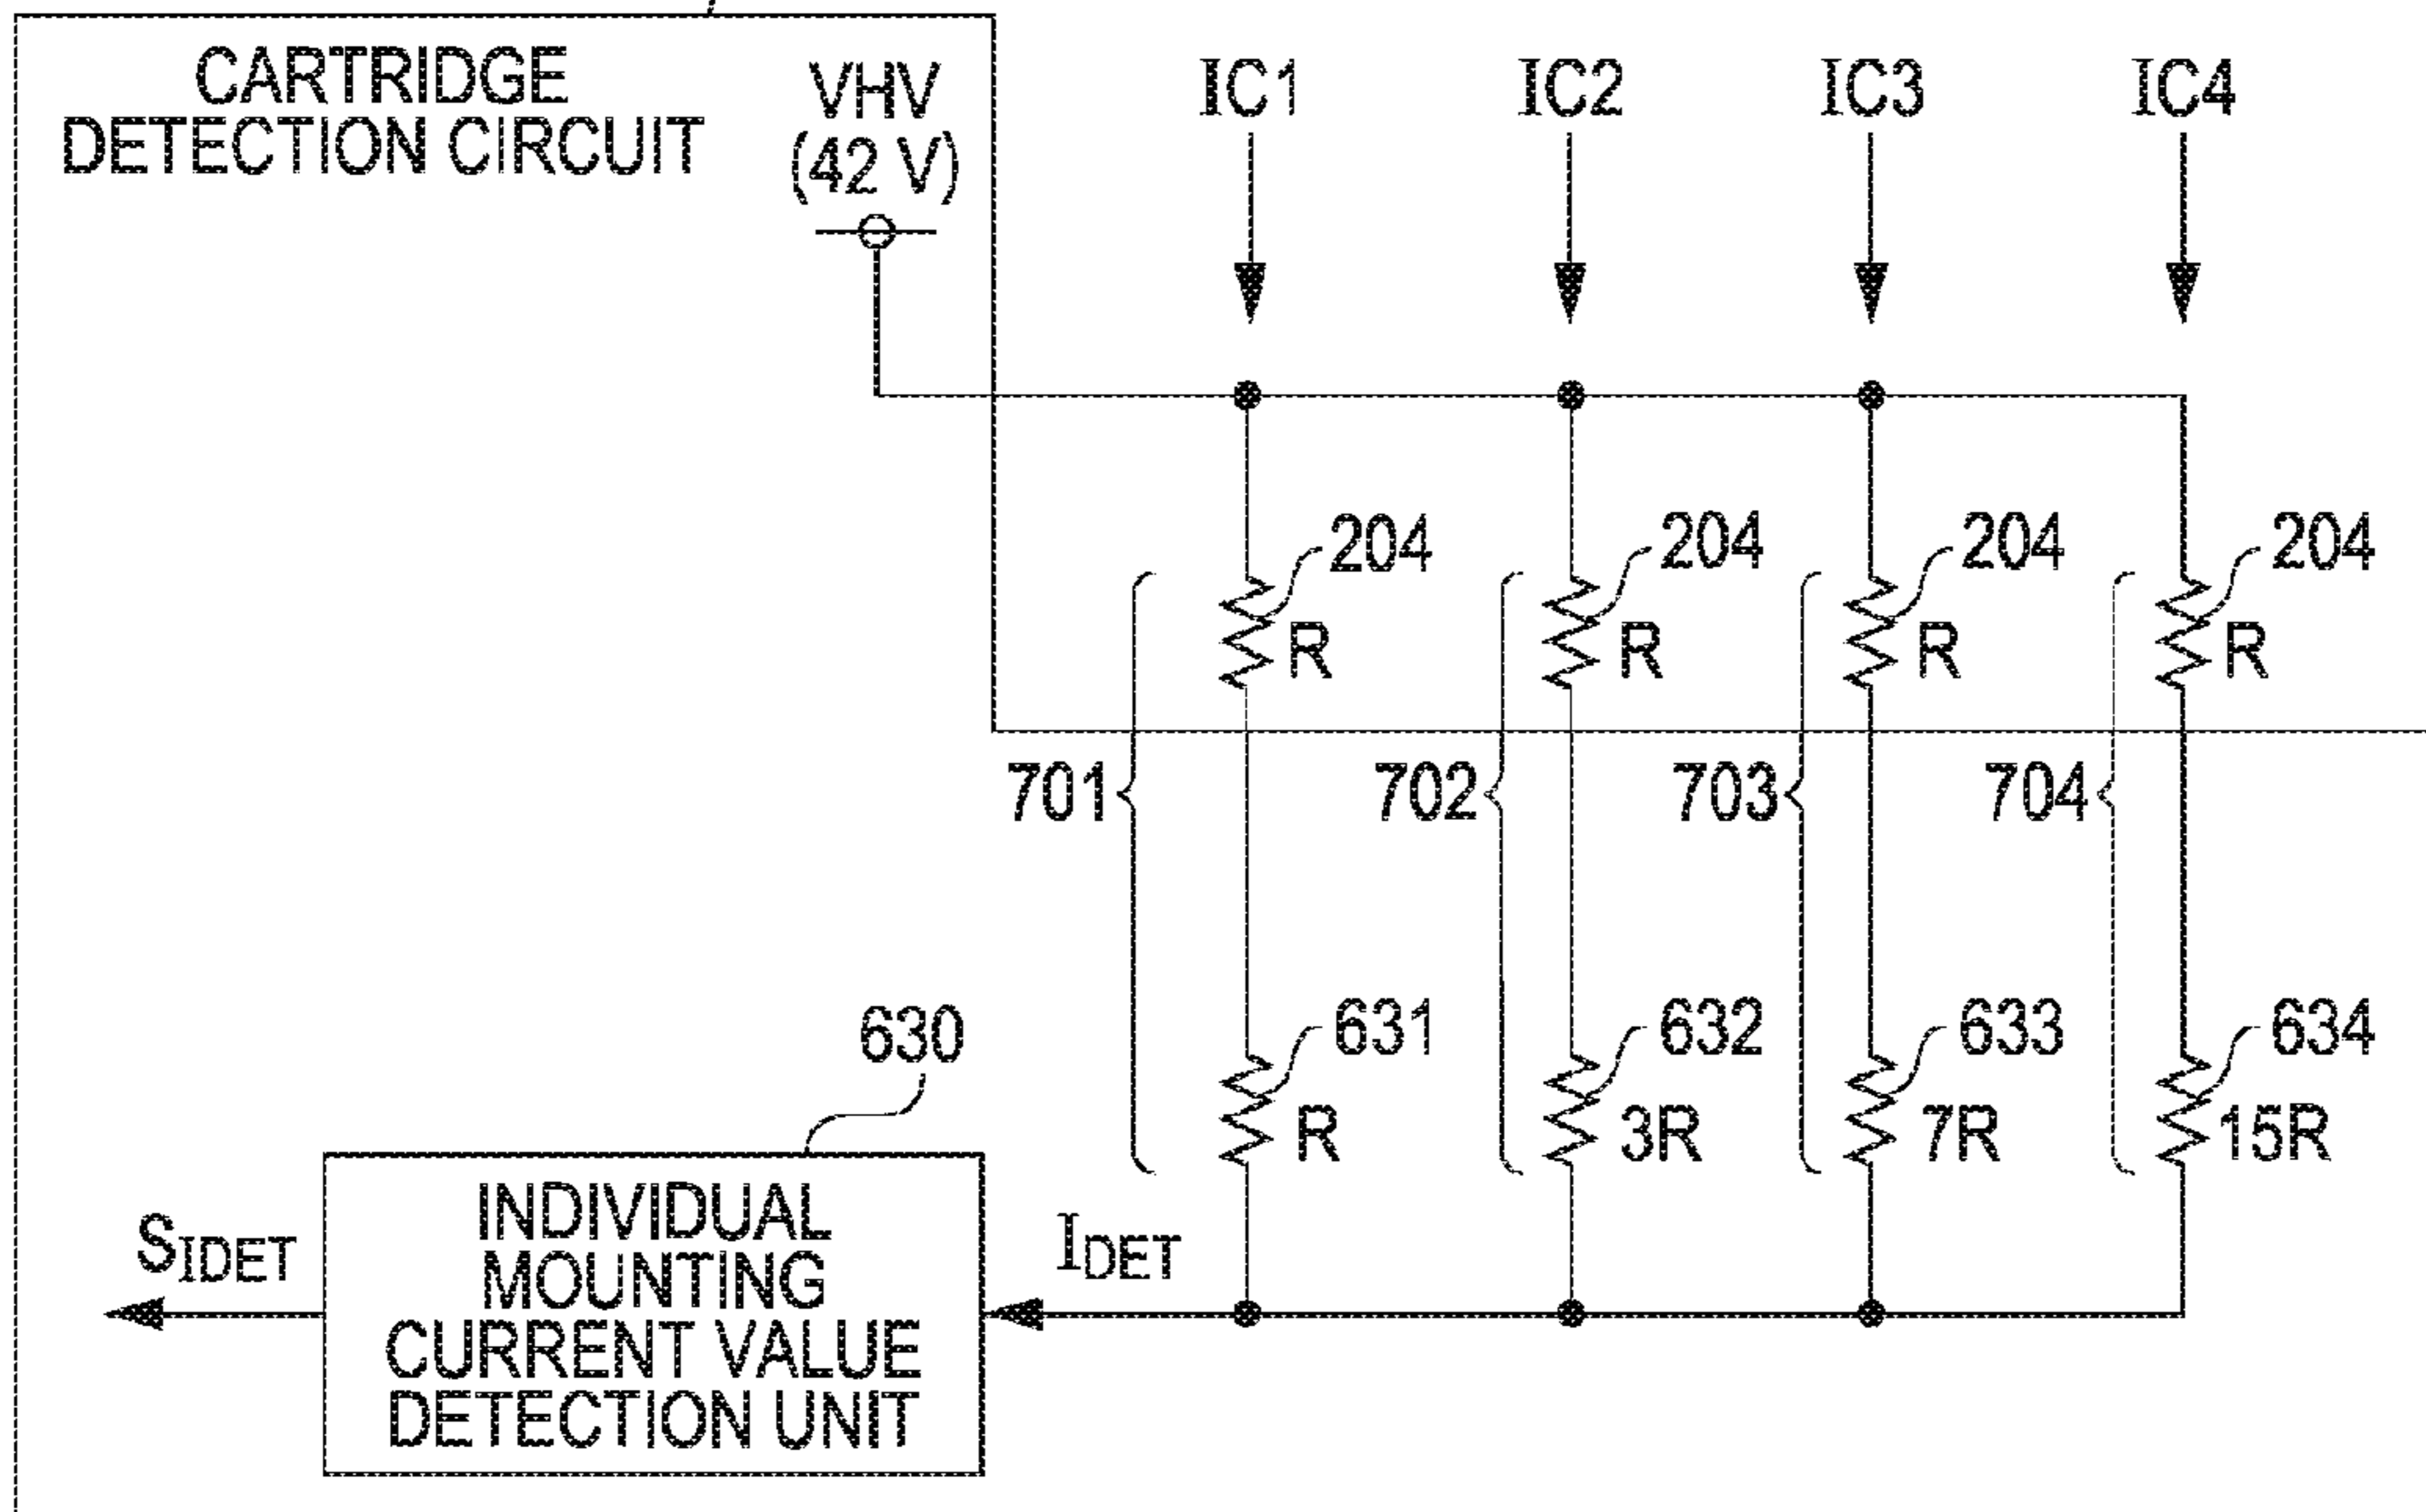 CARTRIDGE
DETECTION CIRCUIT
VHV
(42 V)
IC1
IC2
IC3
IC4
204
204
204
204
R
R
R
R
701
702
703
704
630
631
632
633
634
R
3R
7R
15R
SIDET
INDIVIDUAL
MOUNTING
CURRENT VALUE
DETECTION UNIT
IDET